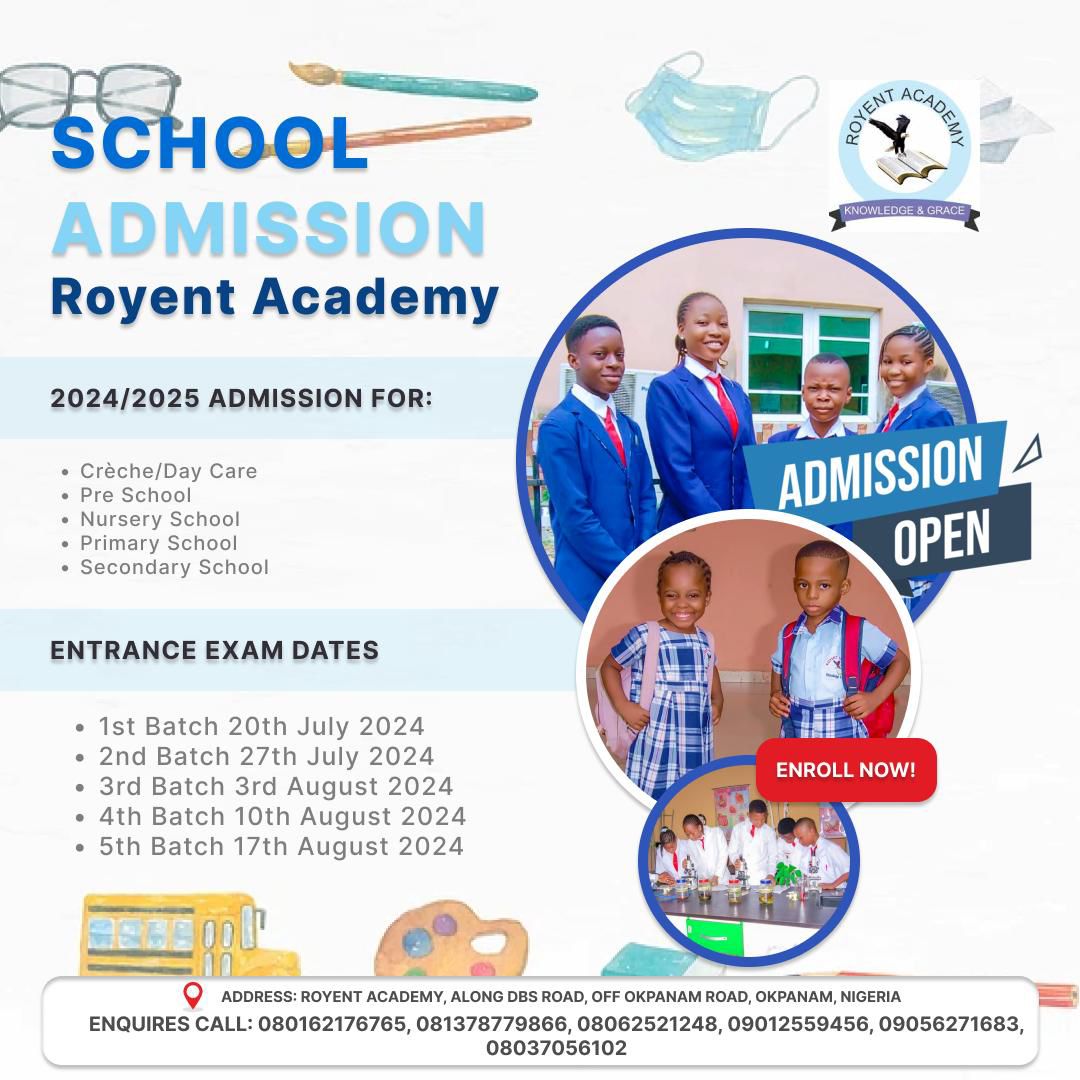 SCHOOL
ADMISSION
Royent Academy
ROYENT ACADEMY
KNOWLEDGE & GRACE
2024/2025 ADMISSION FOR:
• Crèche/Day Care
• Pre School
• Nursery School
• Primary School
• Secondary School
ADMISSION
OPEN
ENTRANCE EXAM DATES
• 1st Batch 20th July 2024
• 2nd Batch 27th July 2024
• 3rd Batch 3rd August 2024
• 4th Batch 10th August 2024
• 5th Batch 17th August 2024
ENROLL NOW!
ADDRESS: ROYENT ACADEMY, ALONG DBS ROAD, OFF OKPANAM ROAD, OKPANAM, NIGERIA
ENQUIRES CALL: 080162176765, 081378779866, 08062521248, 09012559456, 09056271683,
08037056102